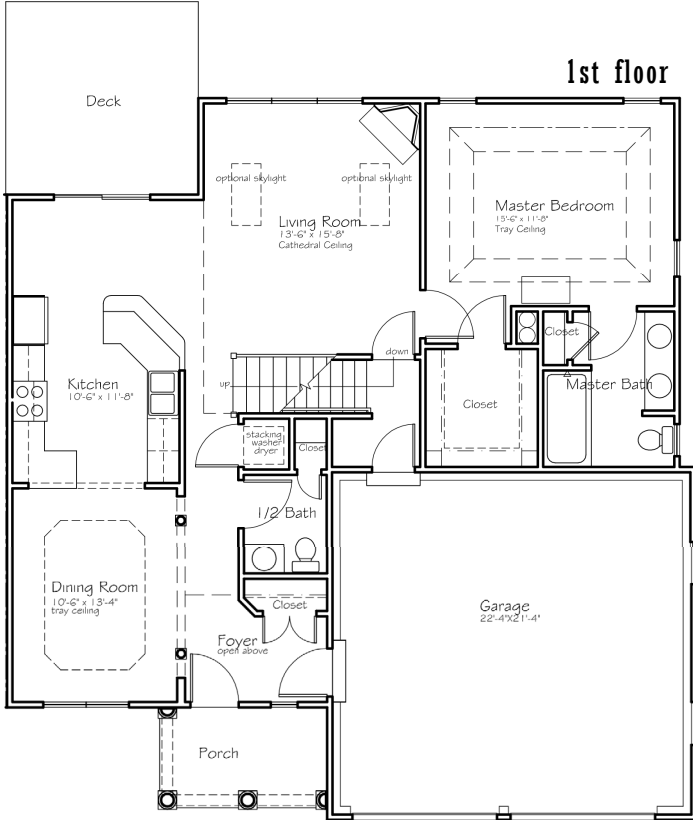 1st floor
Deck
optional skylight
optional skylight
Living Room
13'-6" x 15'-8"
Cathedral Ceiling
Master Bedroom
15'-6" x 11'-8"
Tray Ceiling
Closet
down
up
Kitchen
10'-6" x 11'-8"
Master Bath
Closet
stacking
washer
dryer
Closet
1/2 Bath
Dining Room
10'-6" x 13'-4"
tray ceiling
Closet
Garage
22'-4"X21'-4"
Foyer
open above
Porch